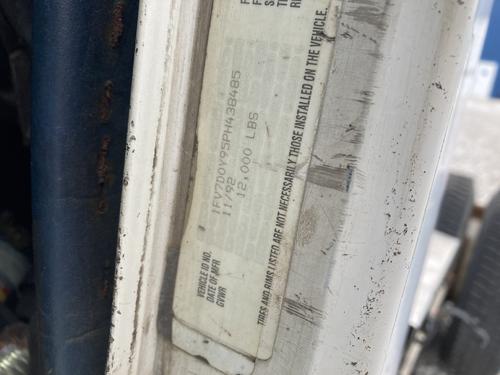 VEHICLE ID NO. 1FV7D0Y95PH438485
DATE OF MFR 11/92
GVWR 12,000 LBS
TIRES AND RIMS LISTED ARE NOT NECESSARILY THOSE INSTALLED ON THE VEHICLE.